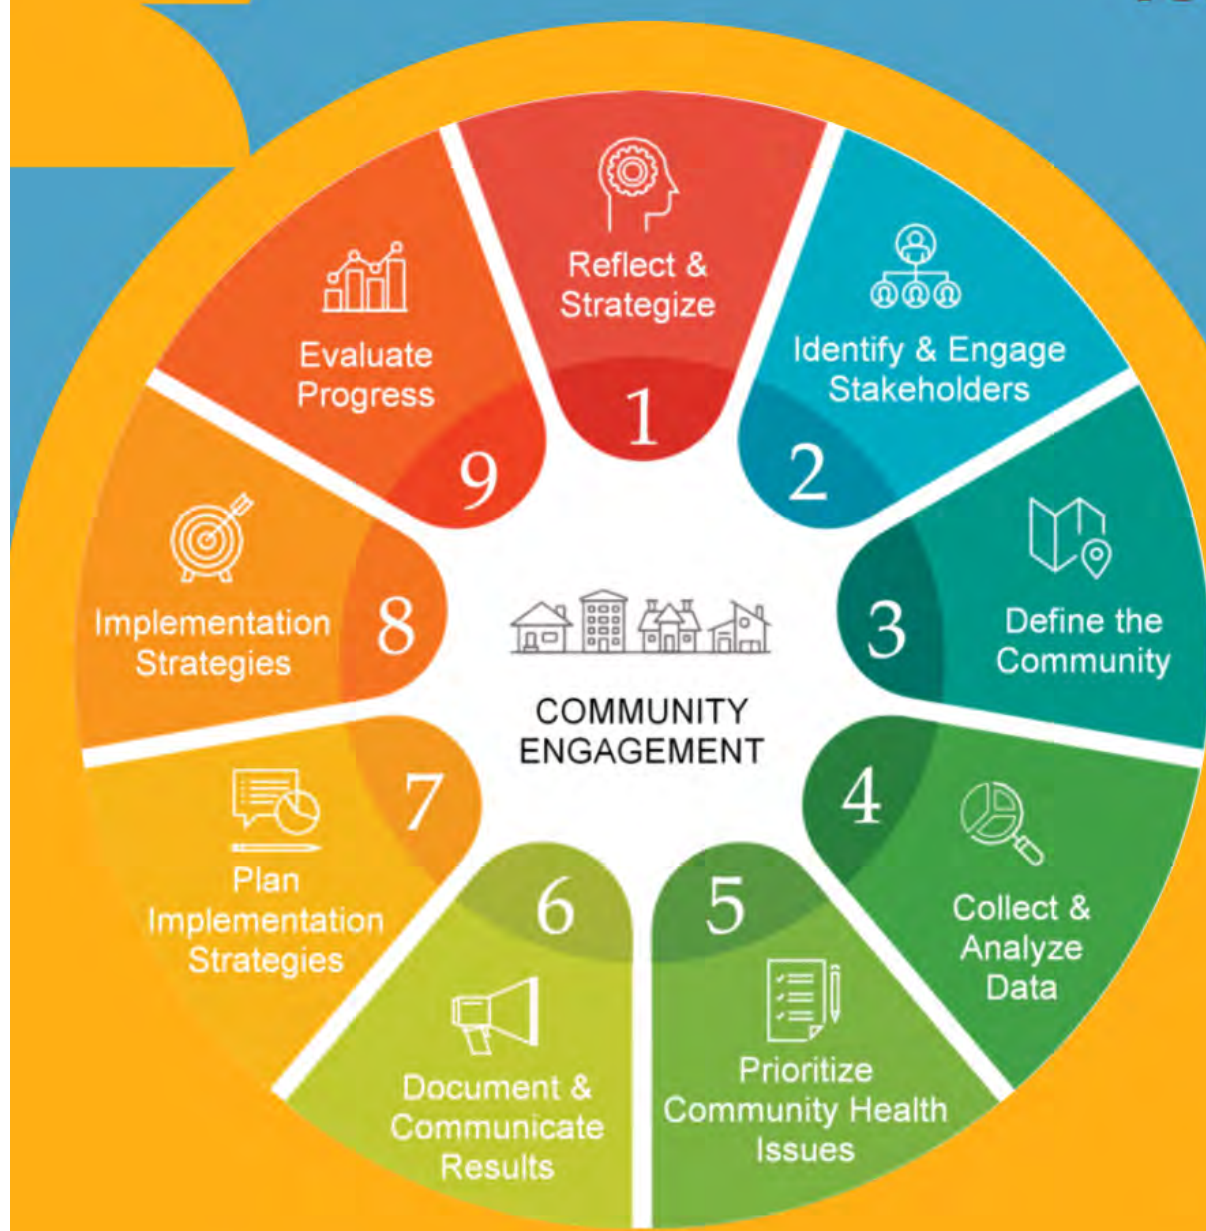 1
Reflect &
Strategize
2
Identify & Engage
Stakeholders
3
Define the
Community
4
Collect &
Analyze
Data
5
Prioritize
Community Health
Issues
6
Document &
Communicate
Results
7
Plan
Implementation
Strategies
8
Implementation
Strategies
9
Evaluate
Progress
COMMUNITY
ENGAGEMENT